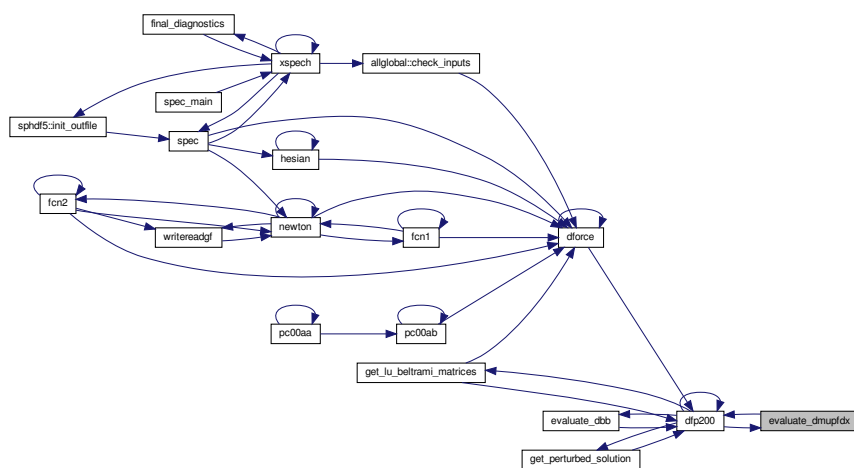 final_diagnostics
xspech
allglobal::check_inputs
spec_main
sphdf5::init_outfile
spec
hesian
fcn2
newton
writereadgf
fcn1
dforce
pc00aa
pc00ab
get_lu_beltrami_matrices
evaluate_dbb
dfp200
evaluate_dmupfdx
get_perturbed_solution